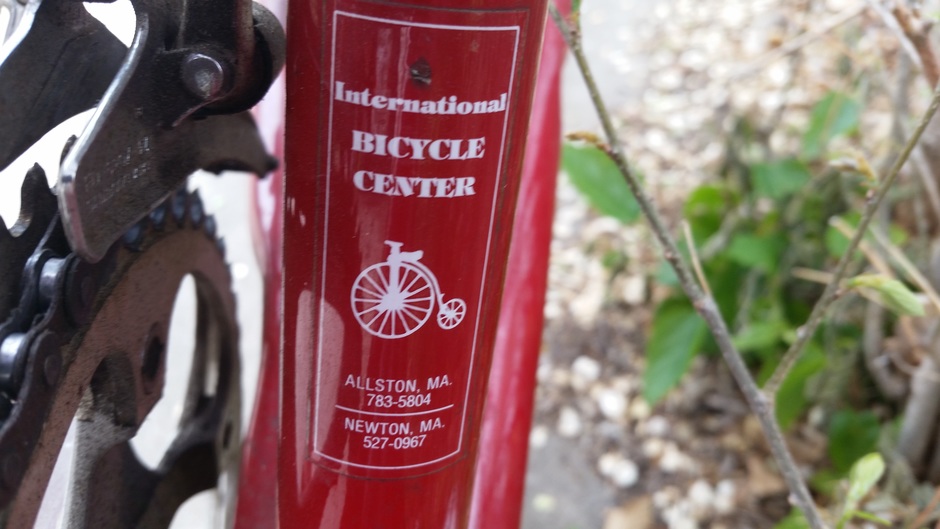 International
BICYCLE
CENTER
ALLSTON, MA.
783-5804
NEWTON, MA.
527-0967